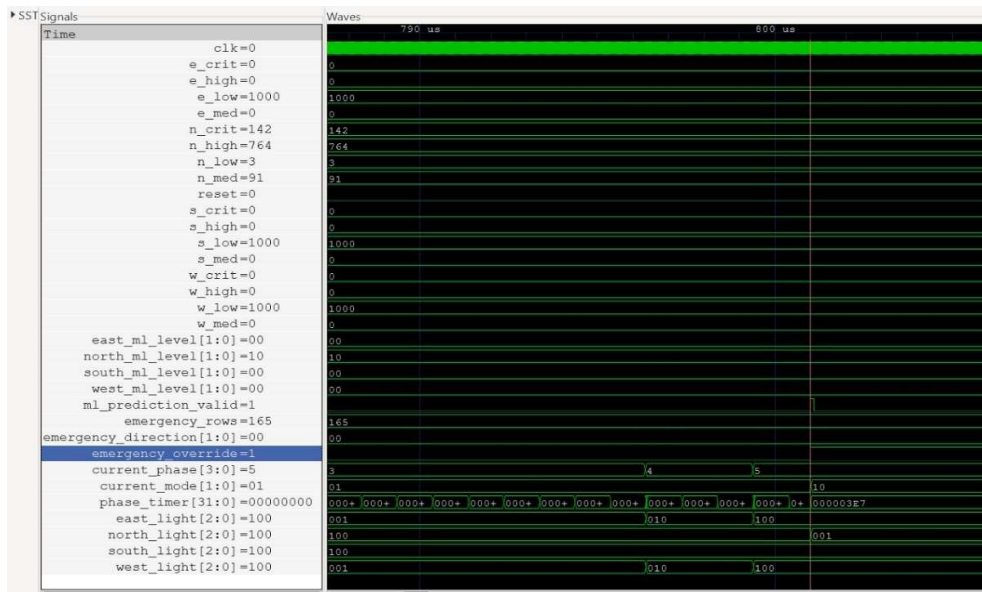 SST Signals Waves
Time 790 us 800 us
clk=0
e_crit=0 0
e_high=0 0
e_low=1000 1000
e_med=0 0
n_crit=142 142
n_high=764 764
n_low=3 3
n_med=91 91
reset=0
s_crit=0 0
s_high=0 0
s_low=1000 1000
s_med=0 0
w_crit=0 0
w_high=0 0
w_low=1000 1000
w_med=0 0
east_ml_level[1:0]=00 00
north_ml_level[1:0]=10 10
south_ml_level[1:0]=00 00
west_ml_level[1:0]=00 00
ml_prediction_valid=1
emergency_rows=165 165
emergency_direction[1:0]=00 00
emergency_override=1
current_phase[3:0]=5 3 4 5
current_mode[1:0]=01 01 10
phase_timer[31:0]=00000000 000+ 000+ 000+ 000+ 000+ 000+ 000+ 000+ 000+ 000+ 000+ 000+ 000+ 0+ 000003E7
east_light[2:0]=100 001 010 100
north_light[2:0]=100 100 001
south_light[2:0]=100 100
west_light[2:0]=100 001 010 100